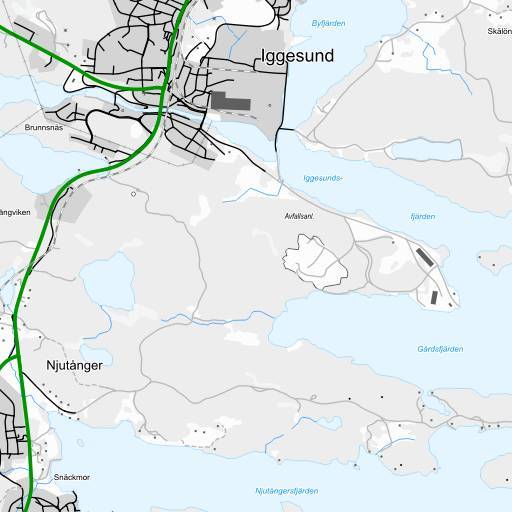 Byfjärden
Skälön
Iggesund
Brunnsnäs
Iggesunds-
ångviken
Avfallsanl.
fjärden
Gårdsfjärden
Njutånger
Snäckmor
Njutångersfjärden